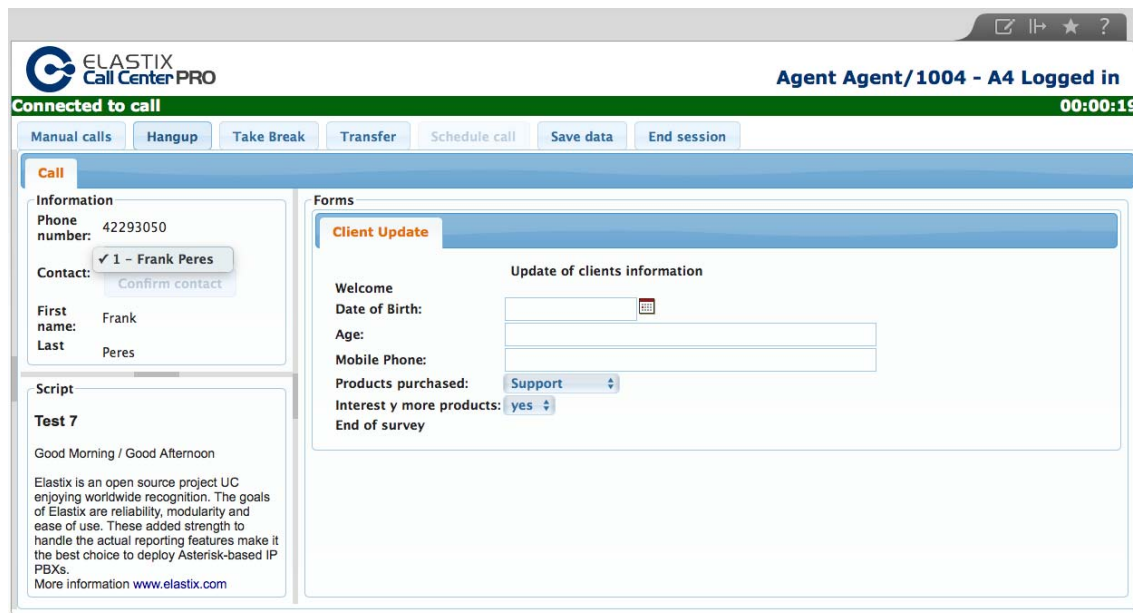 ?
ELASTIX
Call Center PRO
Agent Agent/1004 - A4 Logged in
Connected to call
00:00:19
Manual calls
Hangup
Take Break
Transfer
Schedule call
Save data
End session
Call
Information
Phone
number:
42293050
✓ 1 - Frank Peres
Contact:
Confirm contact
First
name:
Frank
Last
Peres
Script
Test 7
Good Morning / Good Afternoon
Elastix is an open source project UC
enjoying worldwide recognition. The goals
of Elastix are reliability, modularity and
ease of use. These added strength to
handle the actual reporting features make it
the best choice to deploy Asterisk-based IP
PBXs.
More information www.elastix.com
Forms
Client Update
Update of clients information
Welcome
Date of Birth:
Age:
Mobile Phone:
Products purchased: Support
Interest y more products: yes
End of survey